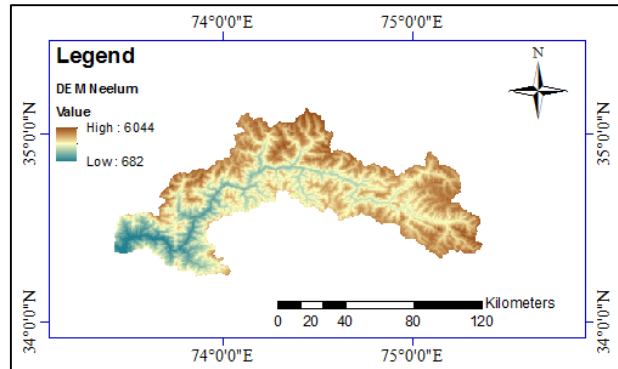 74°0'0"E 75°0'0"E
Legend
N
DEM Neelum
Value
High : 6044
Low : 682
35°0'0"N 35°0'0"N
Kilometers
0 20 40 80 120
34°0'0"N 34°0'0"N
74°0'0"E 75°0'0"E